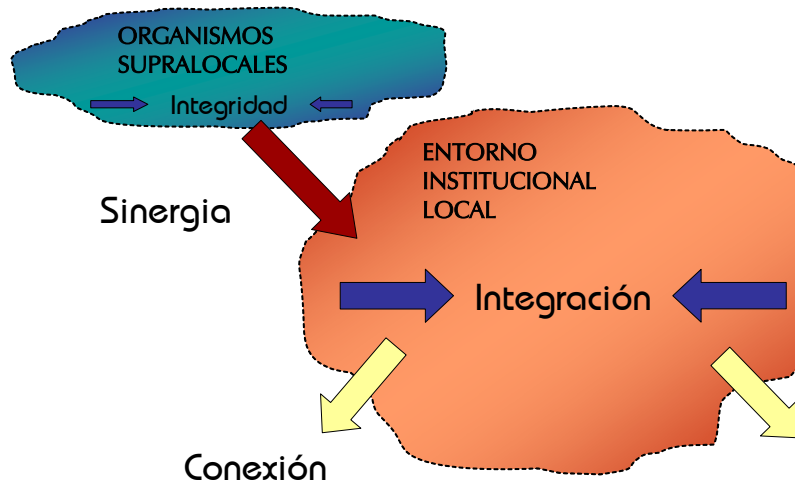 ORGANISMOS
SUPRALOCALES
Integridad
Sinergia
ENTORNO
INSTITUCIONAL
LOCAL
Integración
Conexión